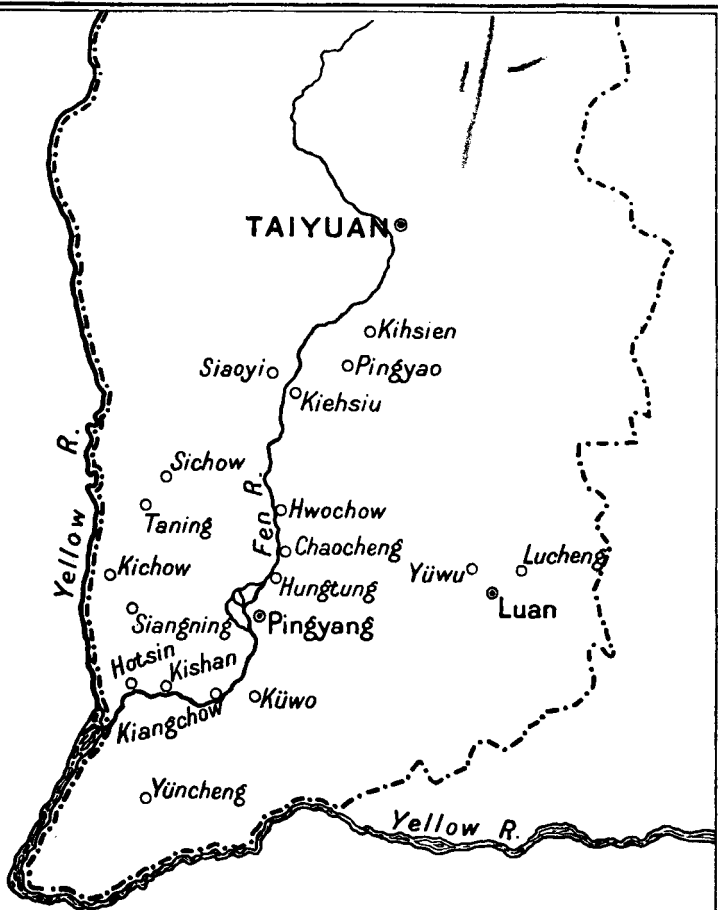 TAIYUAN
Kihsien
Siaoyi
Pingyao
Kiehsiu
Yellow R.
Sichow
Fen R.
Taning
Hwochow
Chaocheng
Kichow
Hungtung
Yüwu
Lucheng
Siangning
Pingyang
Luan
Hotsin
Kishan
Kiangchow
Küwo
Yüncheng
Yellow R.